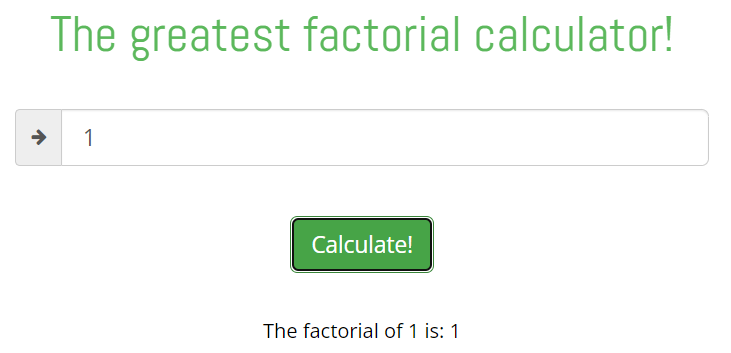 The greatest factorial calculator!
1
Calculate!
The factorial of 1 is: 1